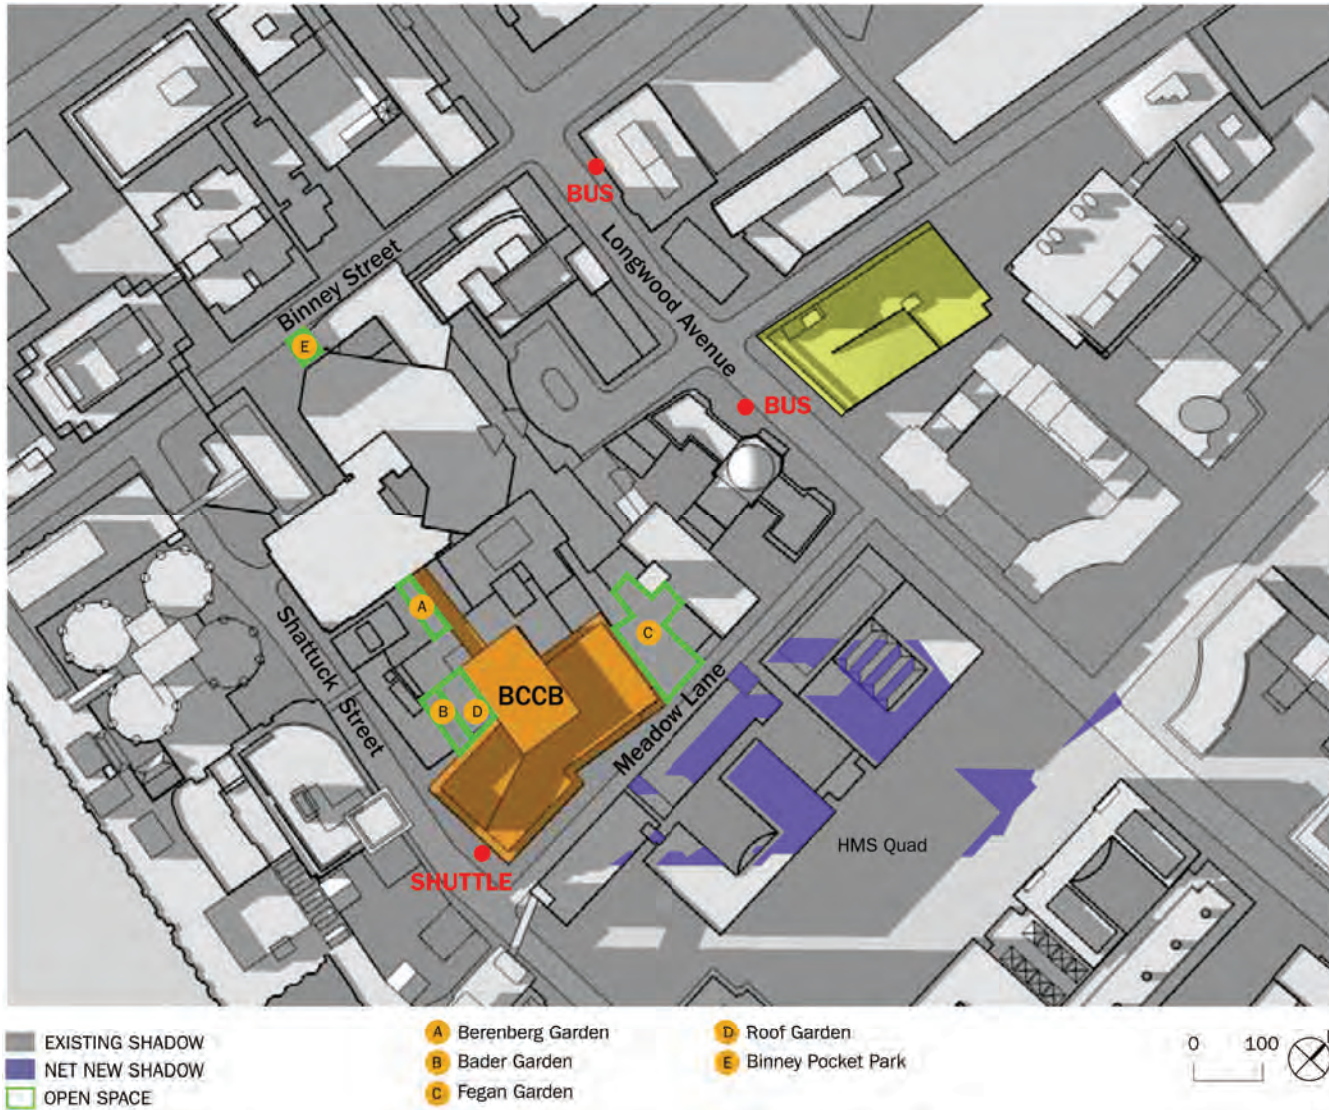 BUS
Longwood Avenue
Binney Street
E
BUS
A
C
Shattuck Street
B
D
BCCB
Meadow Lane
HMS Quad
SHUTTLE
EXISTING SHADOW
NET NEW SHADOW
OPEN SPACE
A Berenberg Garden
B Bader Garden
C Fegan Garden
D Roof Garden
E Binney Pocket Park
0 100